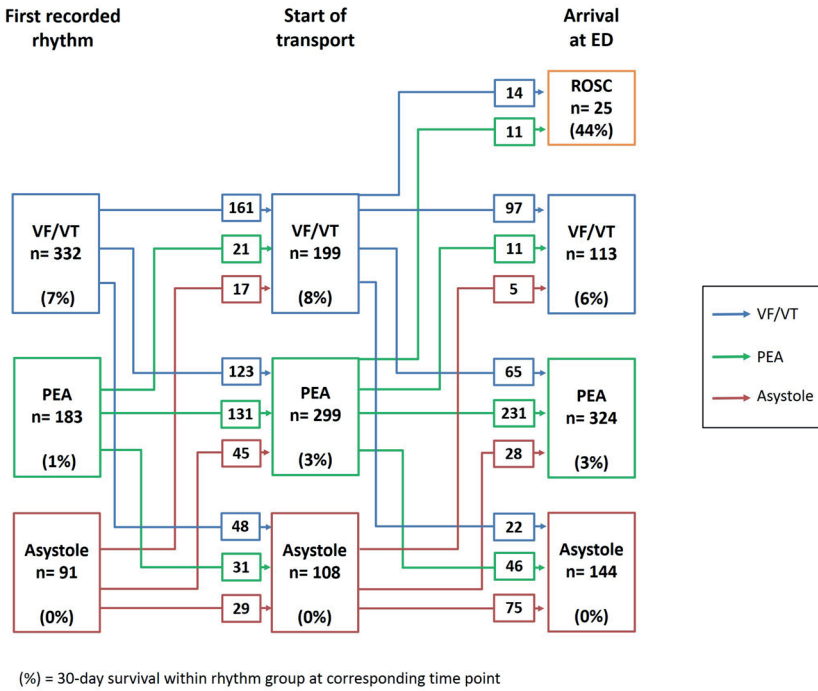 First recorded
rhythm
Start of
transport
Arrival
at ED
14
11
ROSC
n= 25
(44%)
VF/VT
n= 332
(7%)
161
21
17
VF/VT
n= 199
(8%)
97
11
5
VF/VT
n= 113
(6%)
PEA
n= 183
(1%)
123
131
45
PEA
n= 299
(3%)
65
231
28
PEA
n= 324
(3%)
Asystole
n= 91
(0%)
48
31
29
Asystole
n= 108
(0%)
22
46
75
Asystole
n= 144
(0%)
VF/VT
PEA
Asystole
(%) = 30-day survival within rhythm group at corresponding time point